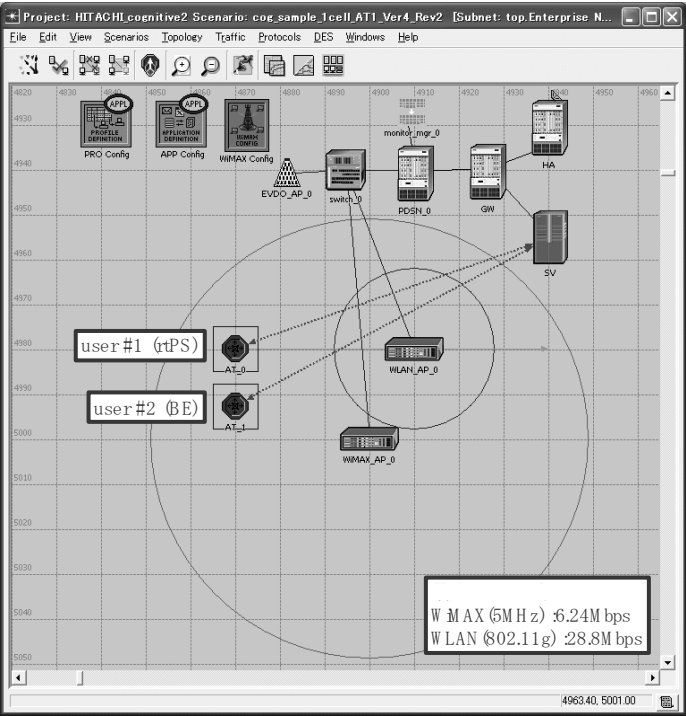 Project: HITACHI_cognitive2 Scenario: cog_sample_1cell_AT1_Ver4_Rev2 [Subnet: top.Enterprise N...
File Edit View Scenarios Topology Traffic Protocols DES Windows Help
4820 4830 4850 4860 4870 4880 4890 4900 4910 4920 4930 4940 4950 4960
4930
APPL
PROFILE
DEFINITION
PRO Config
APPL
APPLICATION
DEFINITION
APP Config
WiMAX
CONFIG
WiMAX Config
monitor_mgr_0
HA
4940
EVDO_AP_0
switch_0
PDSN_0
GW
4950
SV
4960
4970
4980
user#1 (rtPS)
AT_0
WLAN_AP_0
4990
user#2 (BE)
AT_1
5000
WiMAX_AP_0
5010
5020
5030
5040
WiMAX(5MHz):6.24Mbps
WLAN(802.11g):28.8Mbps
5050
4963.40, 5001.00